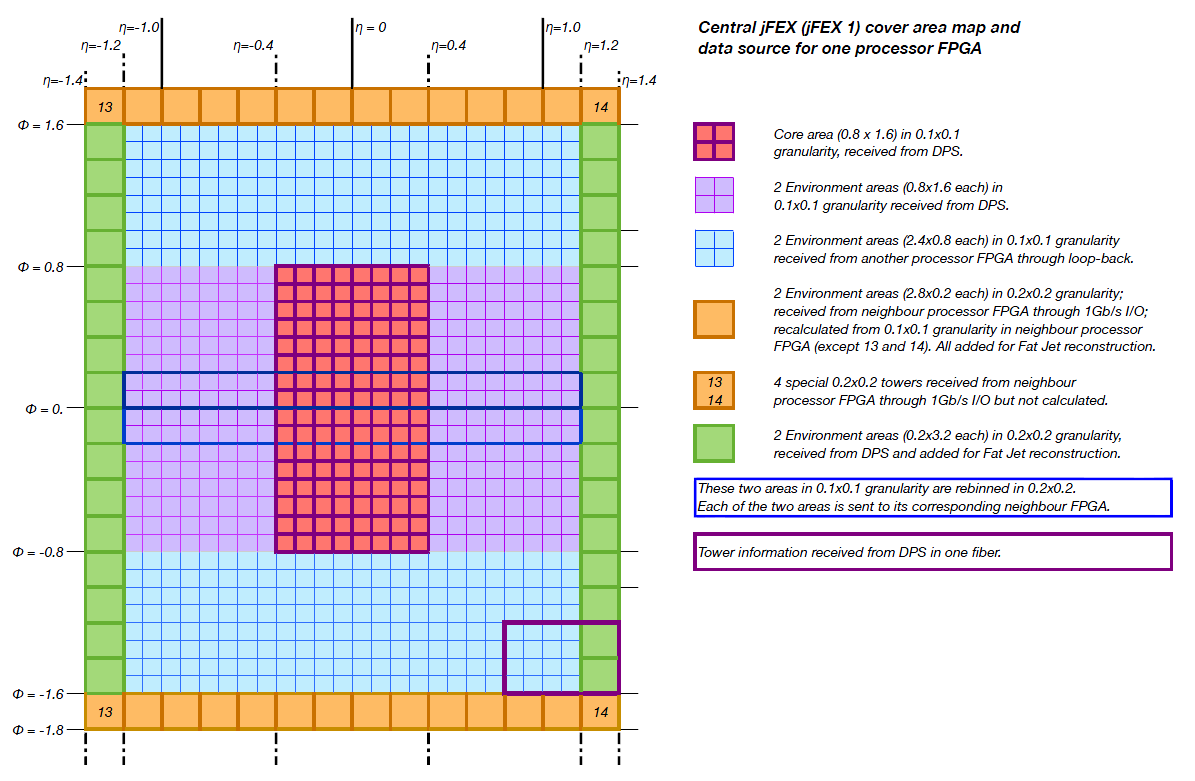 Central jFEX (jFEX 1) cover area map and
data source for one processor FPGA
η=-1.0
η = 0
η=1.0
η=-1.2
η=-0.4
η=0.4
η=1.2
η=-1.4
η=1.4
13
14
Φ = 1.6
Φ = 0.8
Φ = 0.
Φ = -0.8
Φ = -1.6
13
14
Φ = -1.8
Core area (0.8 x 1.6) in 0.1x0.1
granularity, received from DPS.
2 Environment areas (0.8x1.6 each) in
0.1x0.1 granularity received from DPS.
2 Environment areas (2.4x0.8 each) in 0.1x0.1 granularity
received from another processor FPGA through loop-back.
2 Environment areas (2.8x0.2 each) in 0.2x0.2 granularity;
received from neighbour processor FPGA through 1Gb/s I/O;
recalculated from 0.1x0.1 granularity in neighbour processor
FPGA (except 13 and 14). All added for Fat Jet reconstruction.
13
14
4 special 0.2x0.2 towers received from neighbour
processor FPGA through 1Gb/s I/O but not calculated.
2 Environment areas (0.2x3.2 each) in 0.2x0.2 granularity,
received from DPS and added for Fat Jet reconstruction.
These two areas in 0.1x0.1 granularity are rebinned in 0.2x0.2.
Each of the two areas is sent to its corresponding neighbour FPGA.
Tower information received from DPS in one fiber.